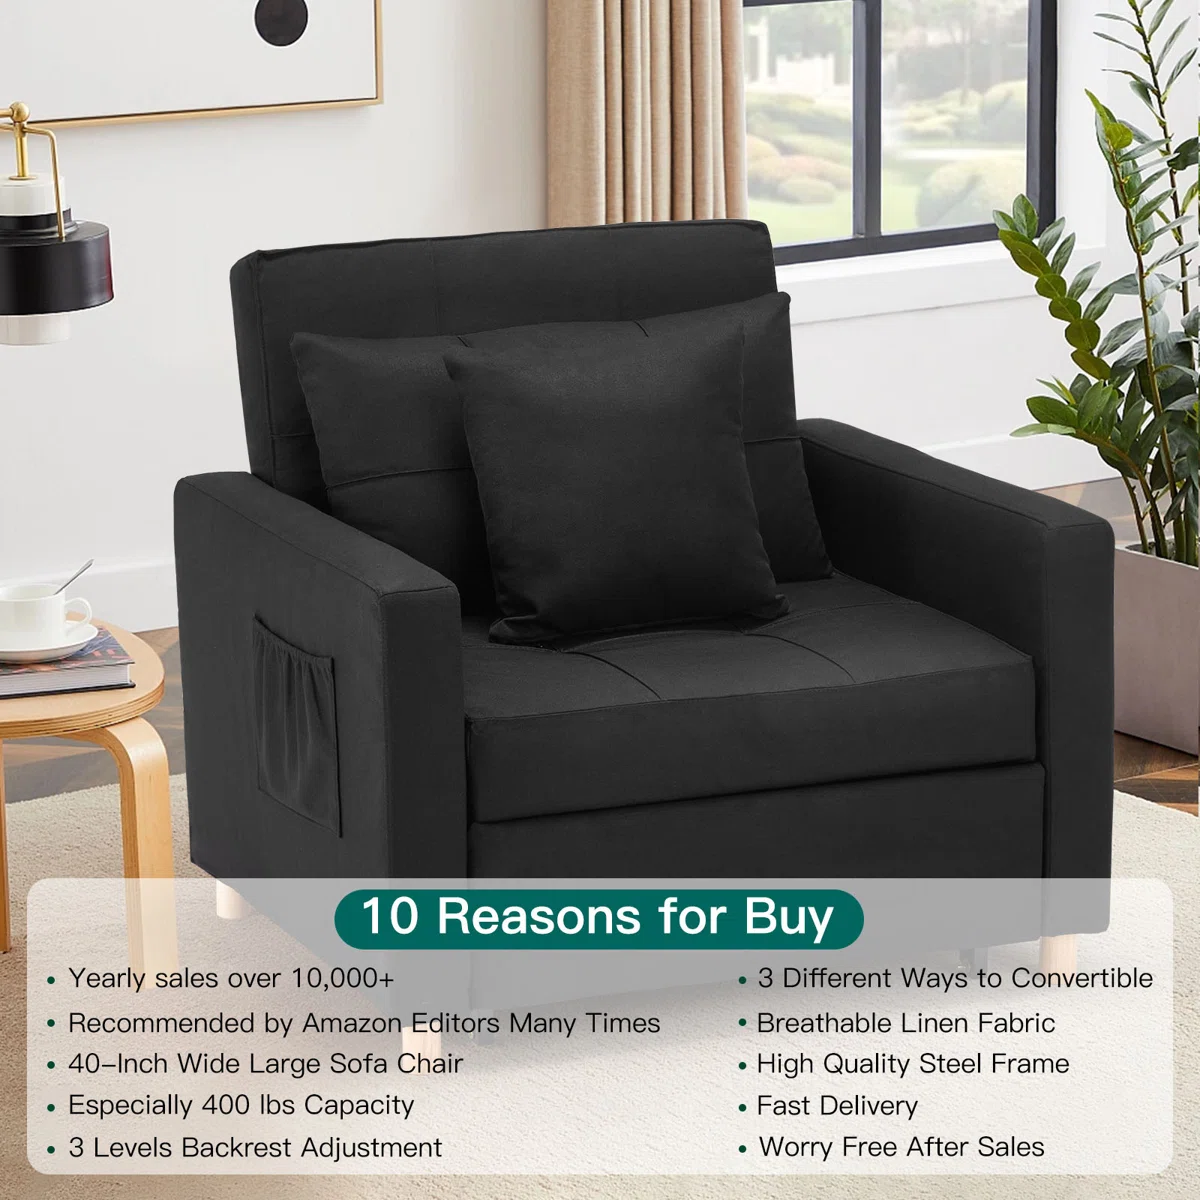 10 Reasons for Buy
• Yearly sales over 10,000+
• Recommended by Amazon Editors Many Times
• 40-Inch Wide Large Sofa Chair
• Especially 400 lbs Capacity
• 3 Levels Backrest Adjustment
• 3 Different Ways to Convertible
• Breathable Linen Fabric
• High Quality Steel Frame
• Fast Delivery
• Worry Free After Sales